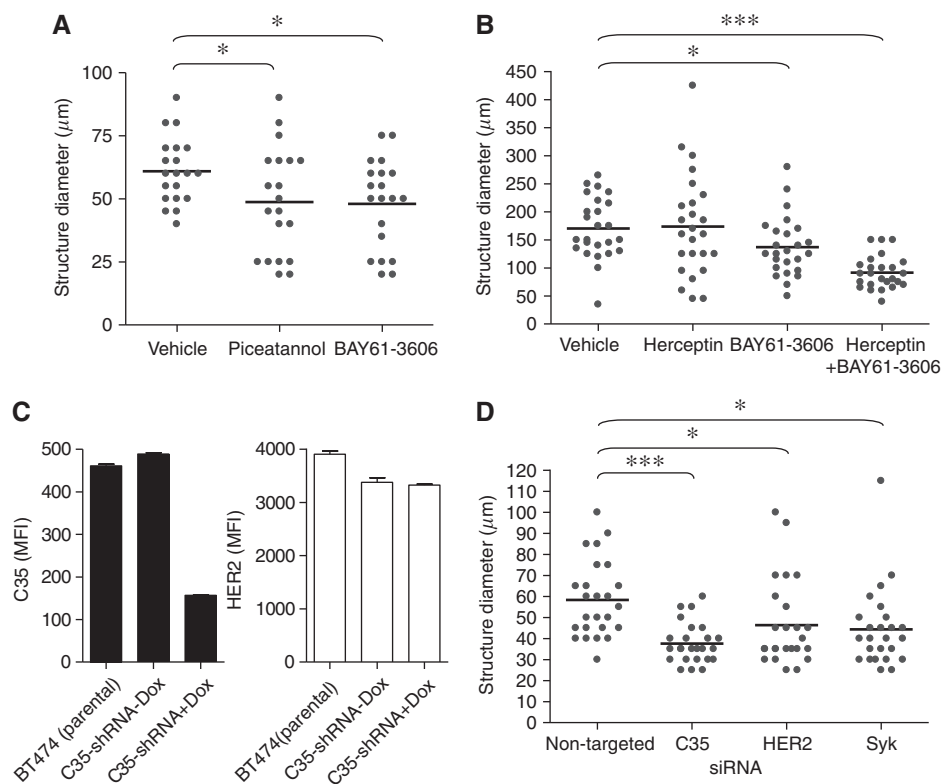 A
*
*
100
75
50
25
0
Structure diameter (μm)
Vehicle
Piceatannol
BAY61-3606
B
***
*
450
400
350
300
250
200
150
100
50
0
Structure diameter (μm)
Vehicle
Herceptin
BAY61-3606
Herceptin
+BAY61-3606
C
500
400
300
200
100
0
C35 (MFI)
BT474 (parental)
C35-shRNA-Dox
C35-shRNA+Dox
4000
3200
2000
1000
0
HER2 (MFI)
BT474(parental)
C35-shRNA-Dox
C35-shRNA+Dox
D
*
*
***
120
110
100
90
80
70
60
50
40
30
20
10
0
Structure diameter (μm)
Non-targeted
C35
HER2
Syk
siRNA